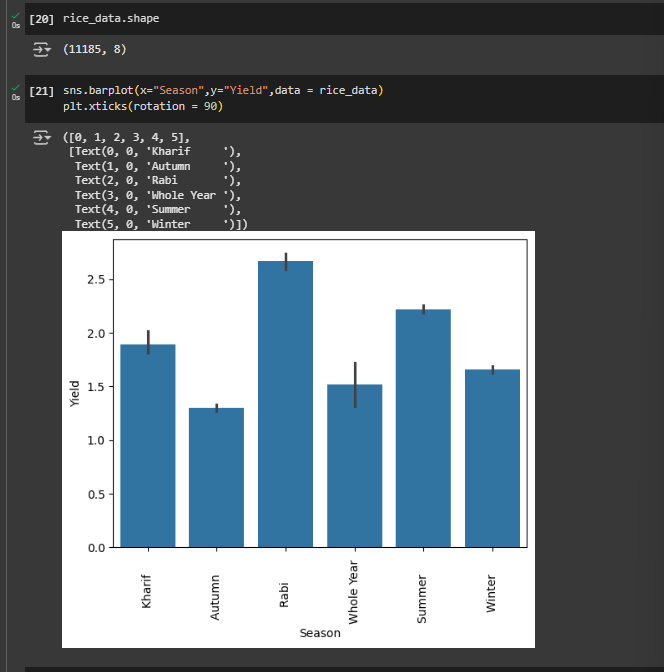 [20] rice_data.shape
0s
(11185, 8)
[21] sns.barplot(x="Season",y="Yield",data = rice_data)
0s
plt.xticks(rotation = 90)
([0, 1, 2, 3, 4, 5],
 [Text(0, 0, 'Kharif     '),
  Text(1, 0, 'Autumn     '),
  Text(2, 0, 'Rabi       '),
  Text(3, 0, 'Whole Year '),
  Text(4, 0, 'Summer     '),
  Text(5, 0, 'Winter     ')])
2.5
2.0
1.5
1.0
0.5
0.0
Yield
Kharif
Autumn
Rabi
Whole Year
Summer
Winter
Season